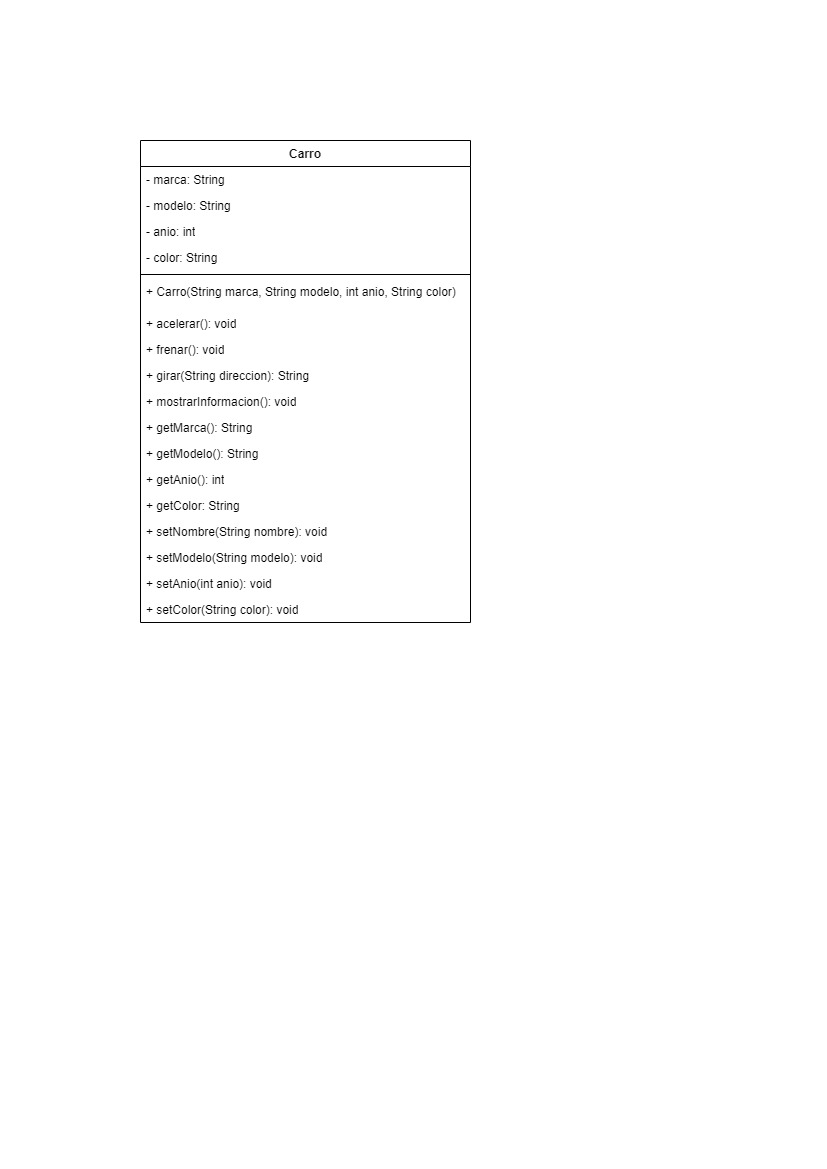 Carro
- marca: String
- modelo: String
- anio: int
- color: String
+ Carro(String marca, String modelo, int anio, String color)
+ acelerar(): void
+ frenar(): void
+ girar(String direccion): String
+ mostrarInformacion(): void
+ getMarca(): String
+ getModelo(): String
+ getAnio(): int
+ getColor: String
+ setNombre(String nombre): void
+ setModelo(String modelo): void
+ setAnio(int anio): void
+ setColor(String color): void